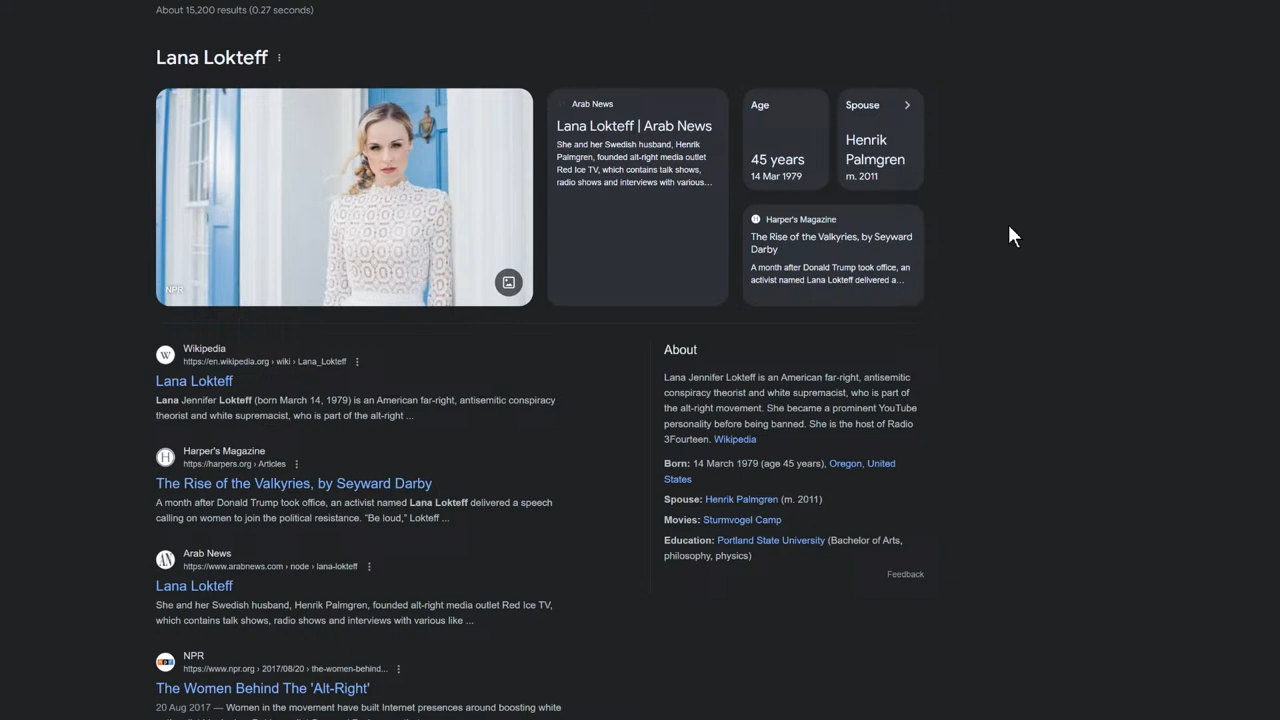 About 15,200 results (0.27 seconds)
Lana Lokteff
NPR
Arab News
Lana Lokteff | Arab News
She and her Swedish husband, Henrik
Palmgren, founded alt-right media outlet
Red Ice TV, which contains talk shows,
radio shows and interviews with various...
Age
45 years
14 Mar 1979
Spouse
Henrik
Palmgren
m. 2011
H
Harper's Magazine
The Rise of the Valkyries, by Seyward
Darby
A month after Donald Trump took office, an
activist named Lana Lokteff delivered a...
W
Wikipedia
https://en.wikipedia.org › wiki › Lana_Lokteff
Lana Lokteff
Lana Jennifer Lokteff (born March 14, 1979) is an American far-right, antisemitic conspiracy
theorist and white supremacist, who is part of the alt-right ...
H
Harper's Magazine
https://harpers.org › Articles
The Rise of the Valkyries, by Seyward Darby
A month after Donald Trump took office, an activist named Lana Lokteff delivered a speech
calling on women to join the political resistance. "Be loud," Lokteff ...
AN
Arab News
https://www.arabnews.com › node › lana-lokteff
Lana Lokteff
She and her Swedish husband, Henrik Palmgren, founded alt-right media outlet Red Ice TV,
which contains talk shows, radio shows and interviews with various like ...
npr
NPR
https://www.npr.org › 2017/08/20 › the-women-behind...
The Women Behind The 'Alt-Right'
20 Aug 2017 — Women in the movement have built Internet presences around boosting white
About
Lana Jennifer Lokteff is an American far-right, antisemitic
conspiracy theorist and white supremacist, who is part of
the alt-right movement. She became a prominent YouTube
personality before being banned. She is the host of Radio
3Fourteen. Wikipedia
Born: 14 March 1979 (age 45 years), Oregon, United
States
Spouse: Henrik Palmgren (m. 2011)
Movies: Sturmvogel Camp
Education: Portland State University (Bachelor of Arts,
philosophy, physics)
Feedback